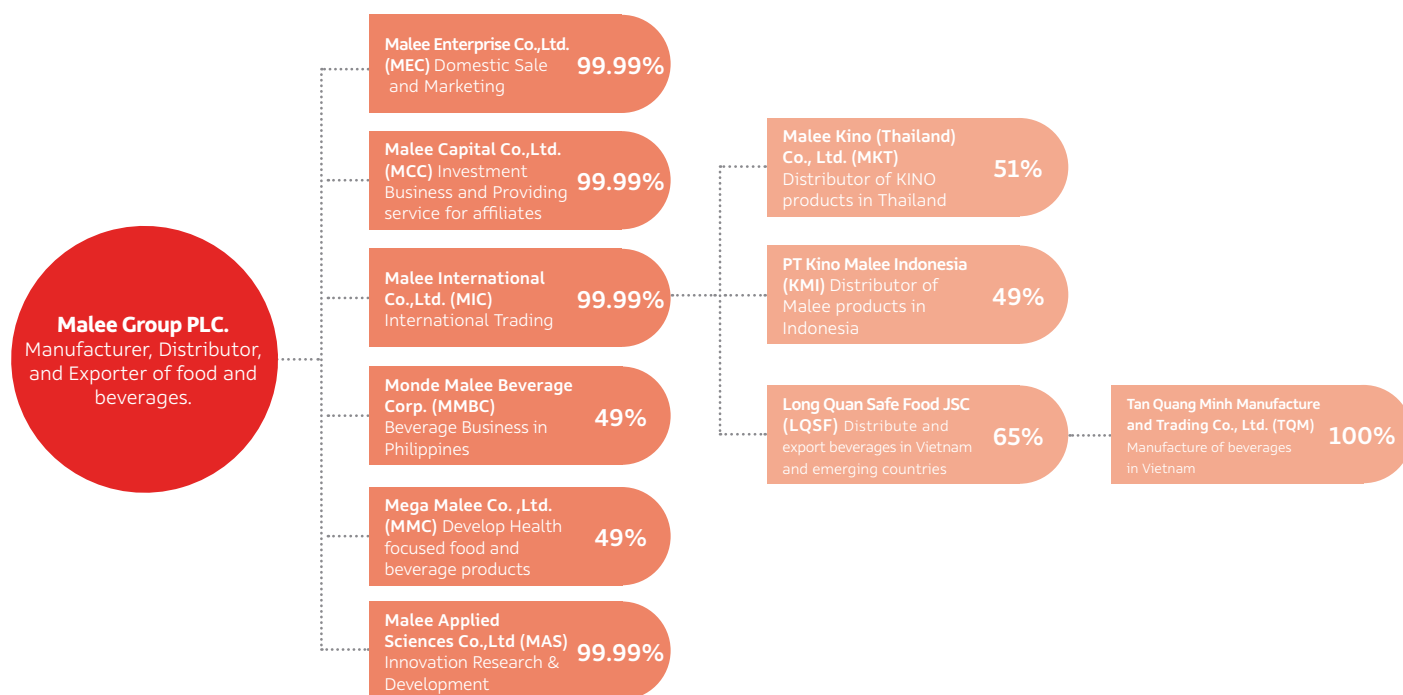 Malee Group PLC.
Manufacturer, Distributor,
and Exporter of food and
beverages.
Malee Enterprise Co.,Ltd.
(MEC) Domestic Sale
and Marketing
99.99%
Malee Capital Co.,Ltd.
(MCC) Investment
Business and Providing
service for affiliates
99.99%
Malee International
Co.,Ltd. (MIC)
International Trading
99.99%
Monde Malee Beverage
Corp. (MMBC)
Beverage Business in
Philippines
49%
Mega Malee Co. ,Ltd.
(MMC) Develop Health
focused food and
beverage products
49%
Malee Applied
Sciences Co.,Ltd (MAS)
Innovation Research &
Development
99.99%
Malee Kino (Thailand)
Co., Ltd. (MKT)
Distributor of KINO
products in Thailand
51%
PT Kino Malee Indonesia
(KMI) Distributor of
Malee products in
Indonesia
49%
Long Quan Safe Food JSC
(LQSF) Distribute and
export beverages in Vietnam
and emerging countries
65%
Tan Quang Minh Manufacture
and Trading Co., Ltd. (TQM)
Manufacture of beverages
in Vietnam
100%